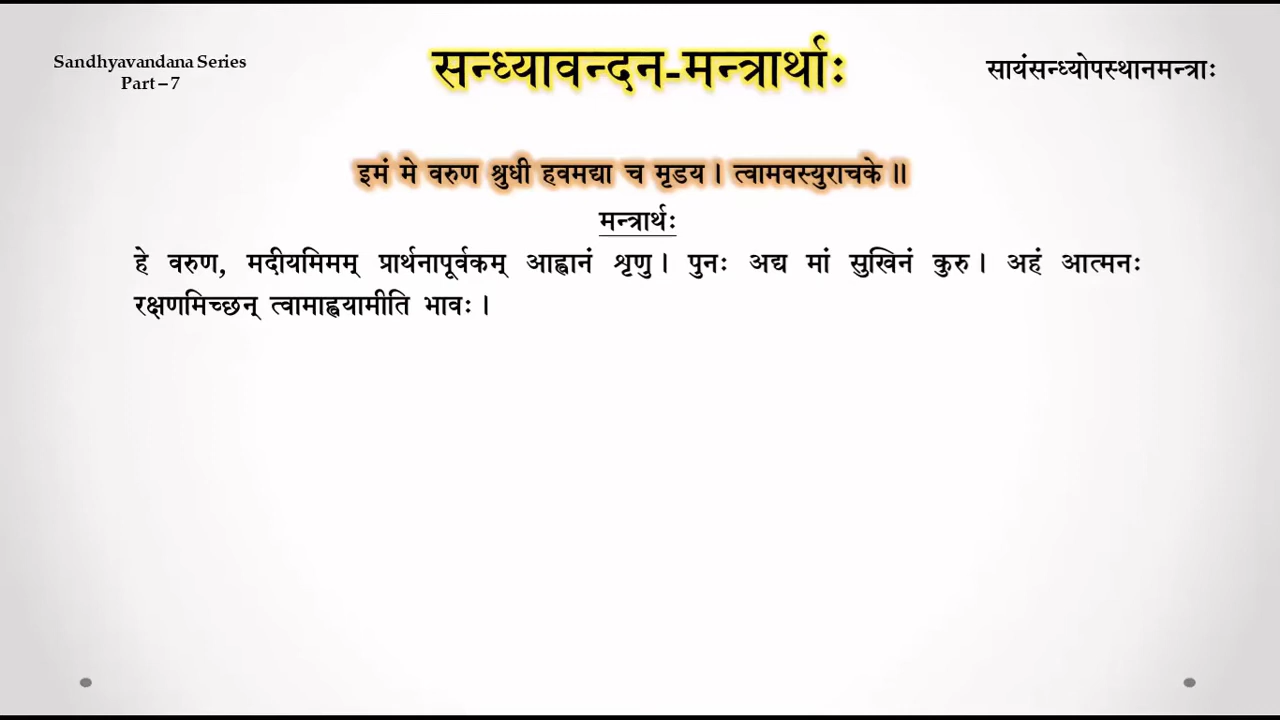 Sandhyavandana Series
Part – 7
सन्ध्यावन्दन-मन्त्रार्थाः
सायंसन्ध्योपस्थानमन्त्राः
इमं मे वरुण श्रुधी हवमद्या च मृडय। त्वामवस्युराचके॥
मन्त्रार्थः
हे वरुण, मदीयमिमम् प्रार्थनापूर्वकम् आह्वानं शृणु। पुनः अद्य मां सुखिनं कुरु। अहं आत्मनः
रक्षणमिच्छन् त्वामाह्वयामीति भावः।